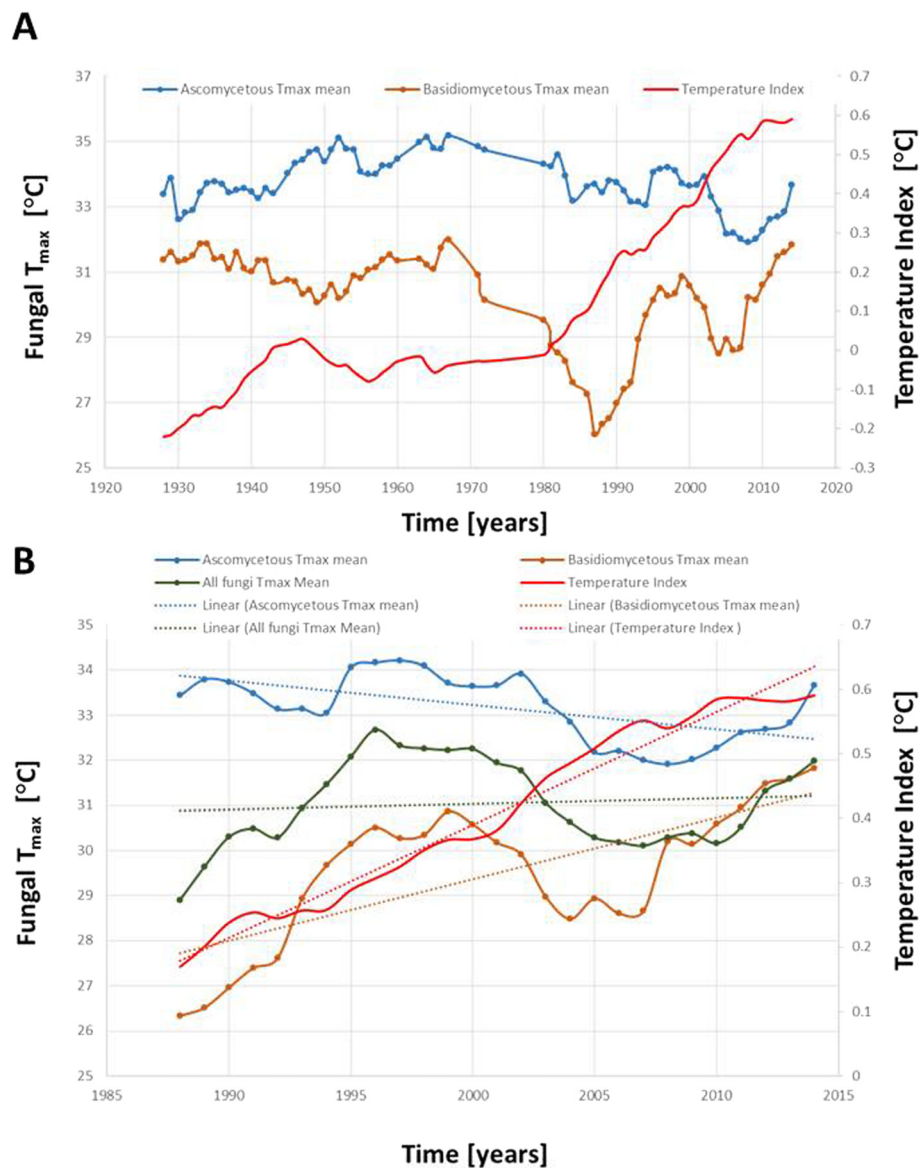 A
Ascomycetous Tmax mean Basidiomycetous Tmax mean Temperature Index
37
35
33
31
29
27
25
0.7
0.6
0.5
0.4
0.3
0.2
0.1
0
-0.1
-0.2
-0.3
Fungal Tmax [°C]
Temperature Index [°C]
1920 1930 1940 1950 1960 1970 1980 1990 2000 2010 2020
Time [years]
B
Ascomycetous Tmax mean Basidiomycetous Tmax mean
All fungi Tmax Mean Temperature Index
Linear (Ascomycetous Tmax mean) Linear (Basidiomycetous Tmax mean)
Linear (All fungi Tmax Mean) Linear (Temperature Index )
35
34
33
32
31
30
29
28
27
26
25
0.7
0.6
0.5
0.4
0.3
0.2
0.1
0
Fungal Tmax [°C]
Temperature Index [°C]
1985 1990 1995 2000 2005 2010 2015
Time [years]